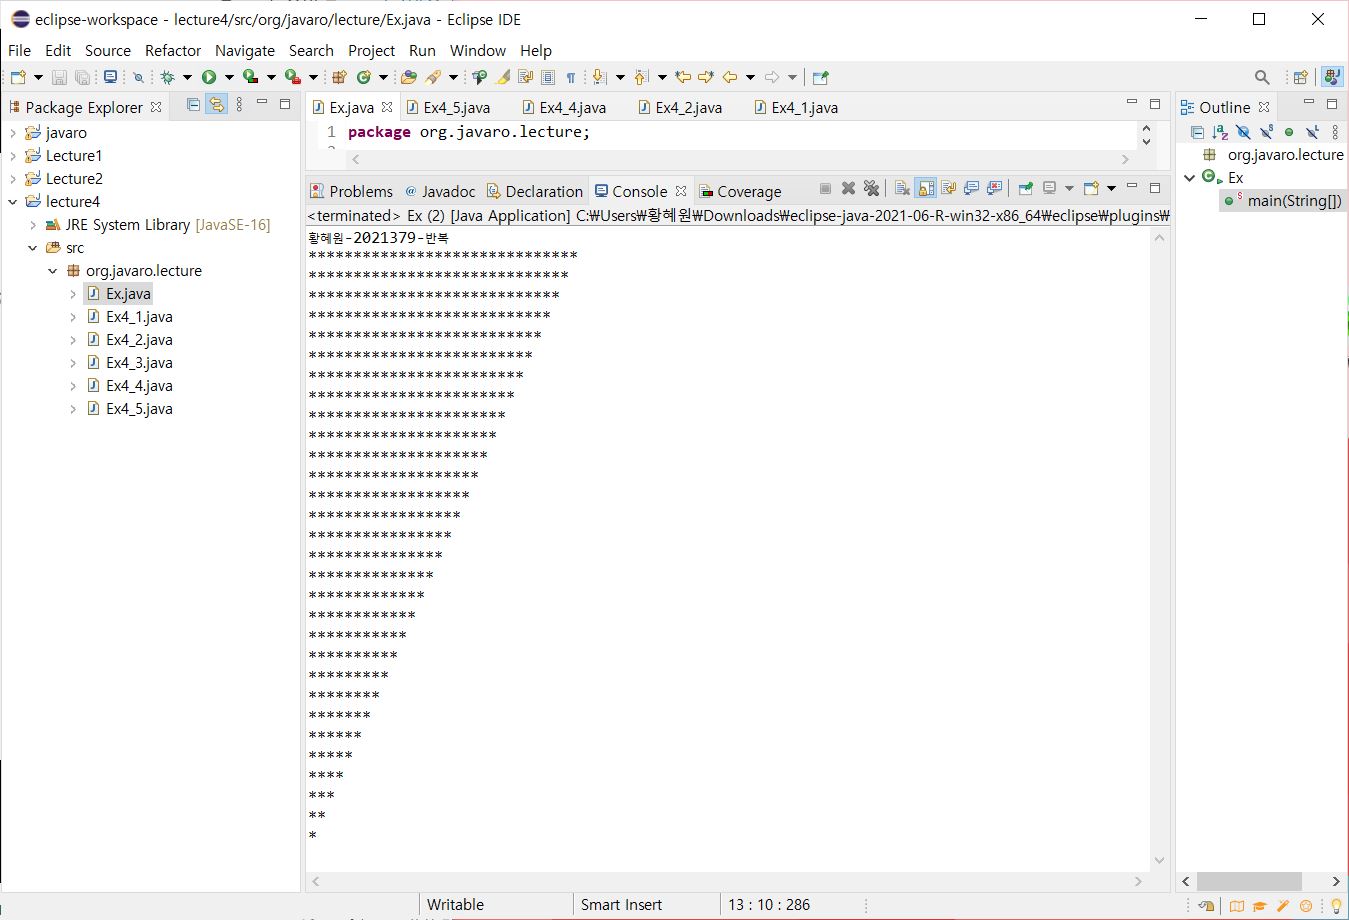 eclipse-workspace - lecture4/src/org/javaro/lecture/Ex.java - Eclipse IDE
File Edit Source Refactor Navigate Search Project Run Window Help
Package Explorer
javaro
Lecture1
Lecture2
lecture4
JRE System Library [JavaSE-16]
src
org.javaro.lecture
Ex.java
Ex4_1.java
Ex4_2.java
Ex4_3.java
Ex4_4.java
Ex4_5.java
Ex.java Ex4_5.java Ex4_4.java Ex4_2.java Ex4_1.java
1 package org.javaro.lecture;
Problems @ Javadoc Declaration Console Coverage
<terminated> Ex (2) [Java Application] C:₩Users₩황혜원₩Downloads₩eclipse-java-2021-06-R-win32-x86_64₩eclipse₩plugins₩
황혜원-2021379-반복
******************************
*****************************
****************************
***************************
**************************
*************************
************************
***********************
**********************
*********************
********************
*******************
******************
*****************
****************
***************
**************
*************
************
***********
**********
*********
********
*******
******
*****
****
***
**
*
Outline
org.javaro.lecture
Ex
main(String[])
Writable Smart Insert 13 : 10 : 286